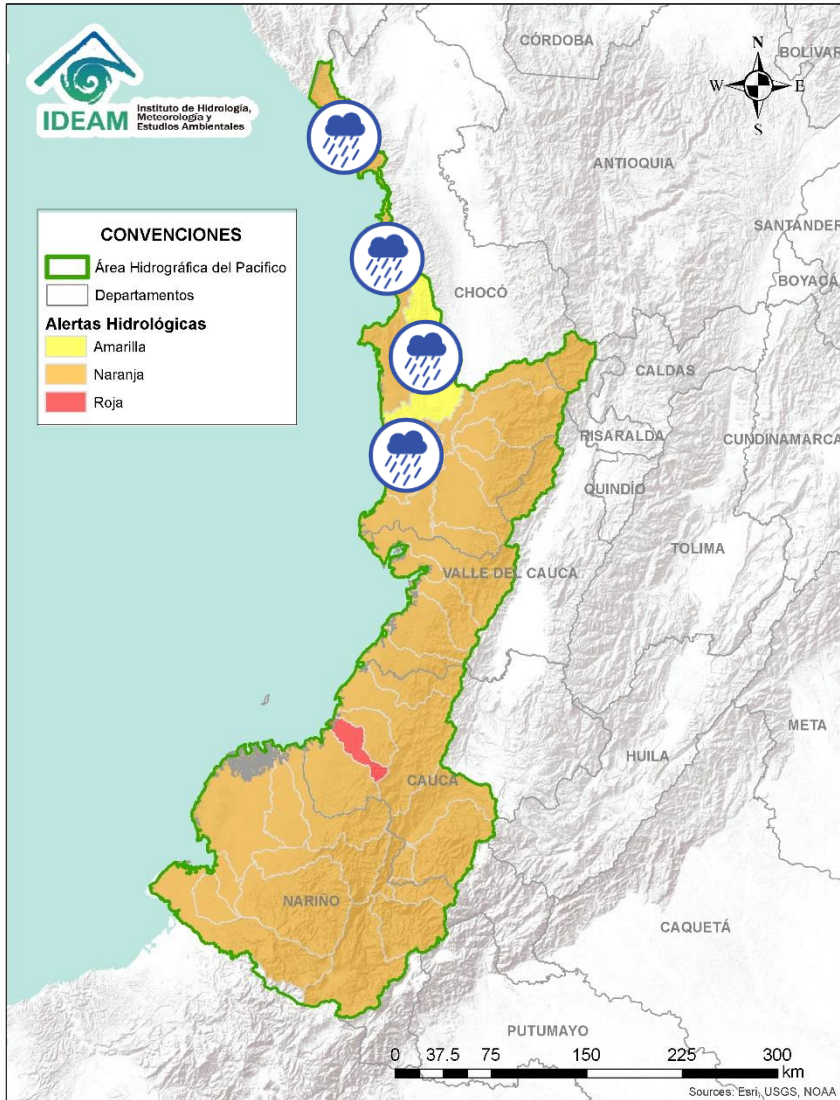 IDEAM
Instituto de Hidrología,
Meteorología y
Estudios Ambientales
CÓRDOBA
BOLÍVAR
N
W
E
S
ANTIOQUIA
SANTANDER
BOYACÁ
CONVENCIONES
Área Hidrográfica del Pacifico
Departamentos
Alertas Hidrológicas
Amarilla
Naranja
Roja
CHOCÓ
CALDAS
RISARALDA
CUNDINAMARCA
QUINDÍO
TOLIMA
VALLE DEL CAUCA
META
HUILA
CAUCA
NARIÑO
CAQUETÁ
PUTUMAYO
0 37.5 75 150 225 300
km
Sources: Esri, USGS, NOAA